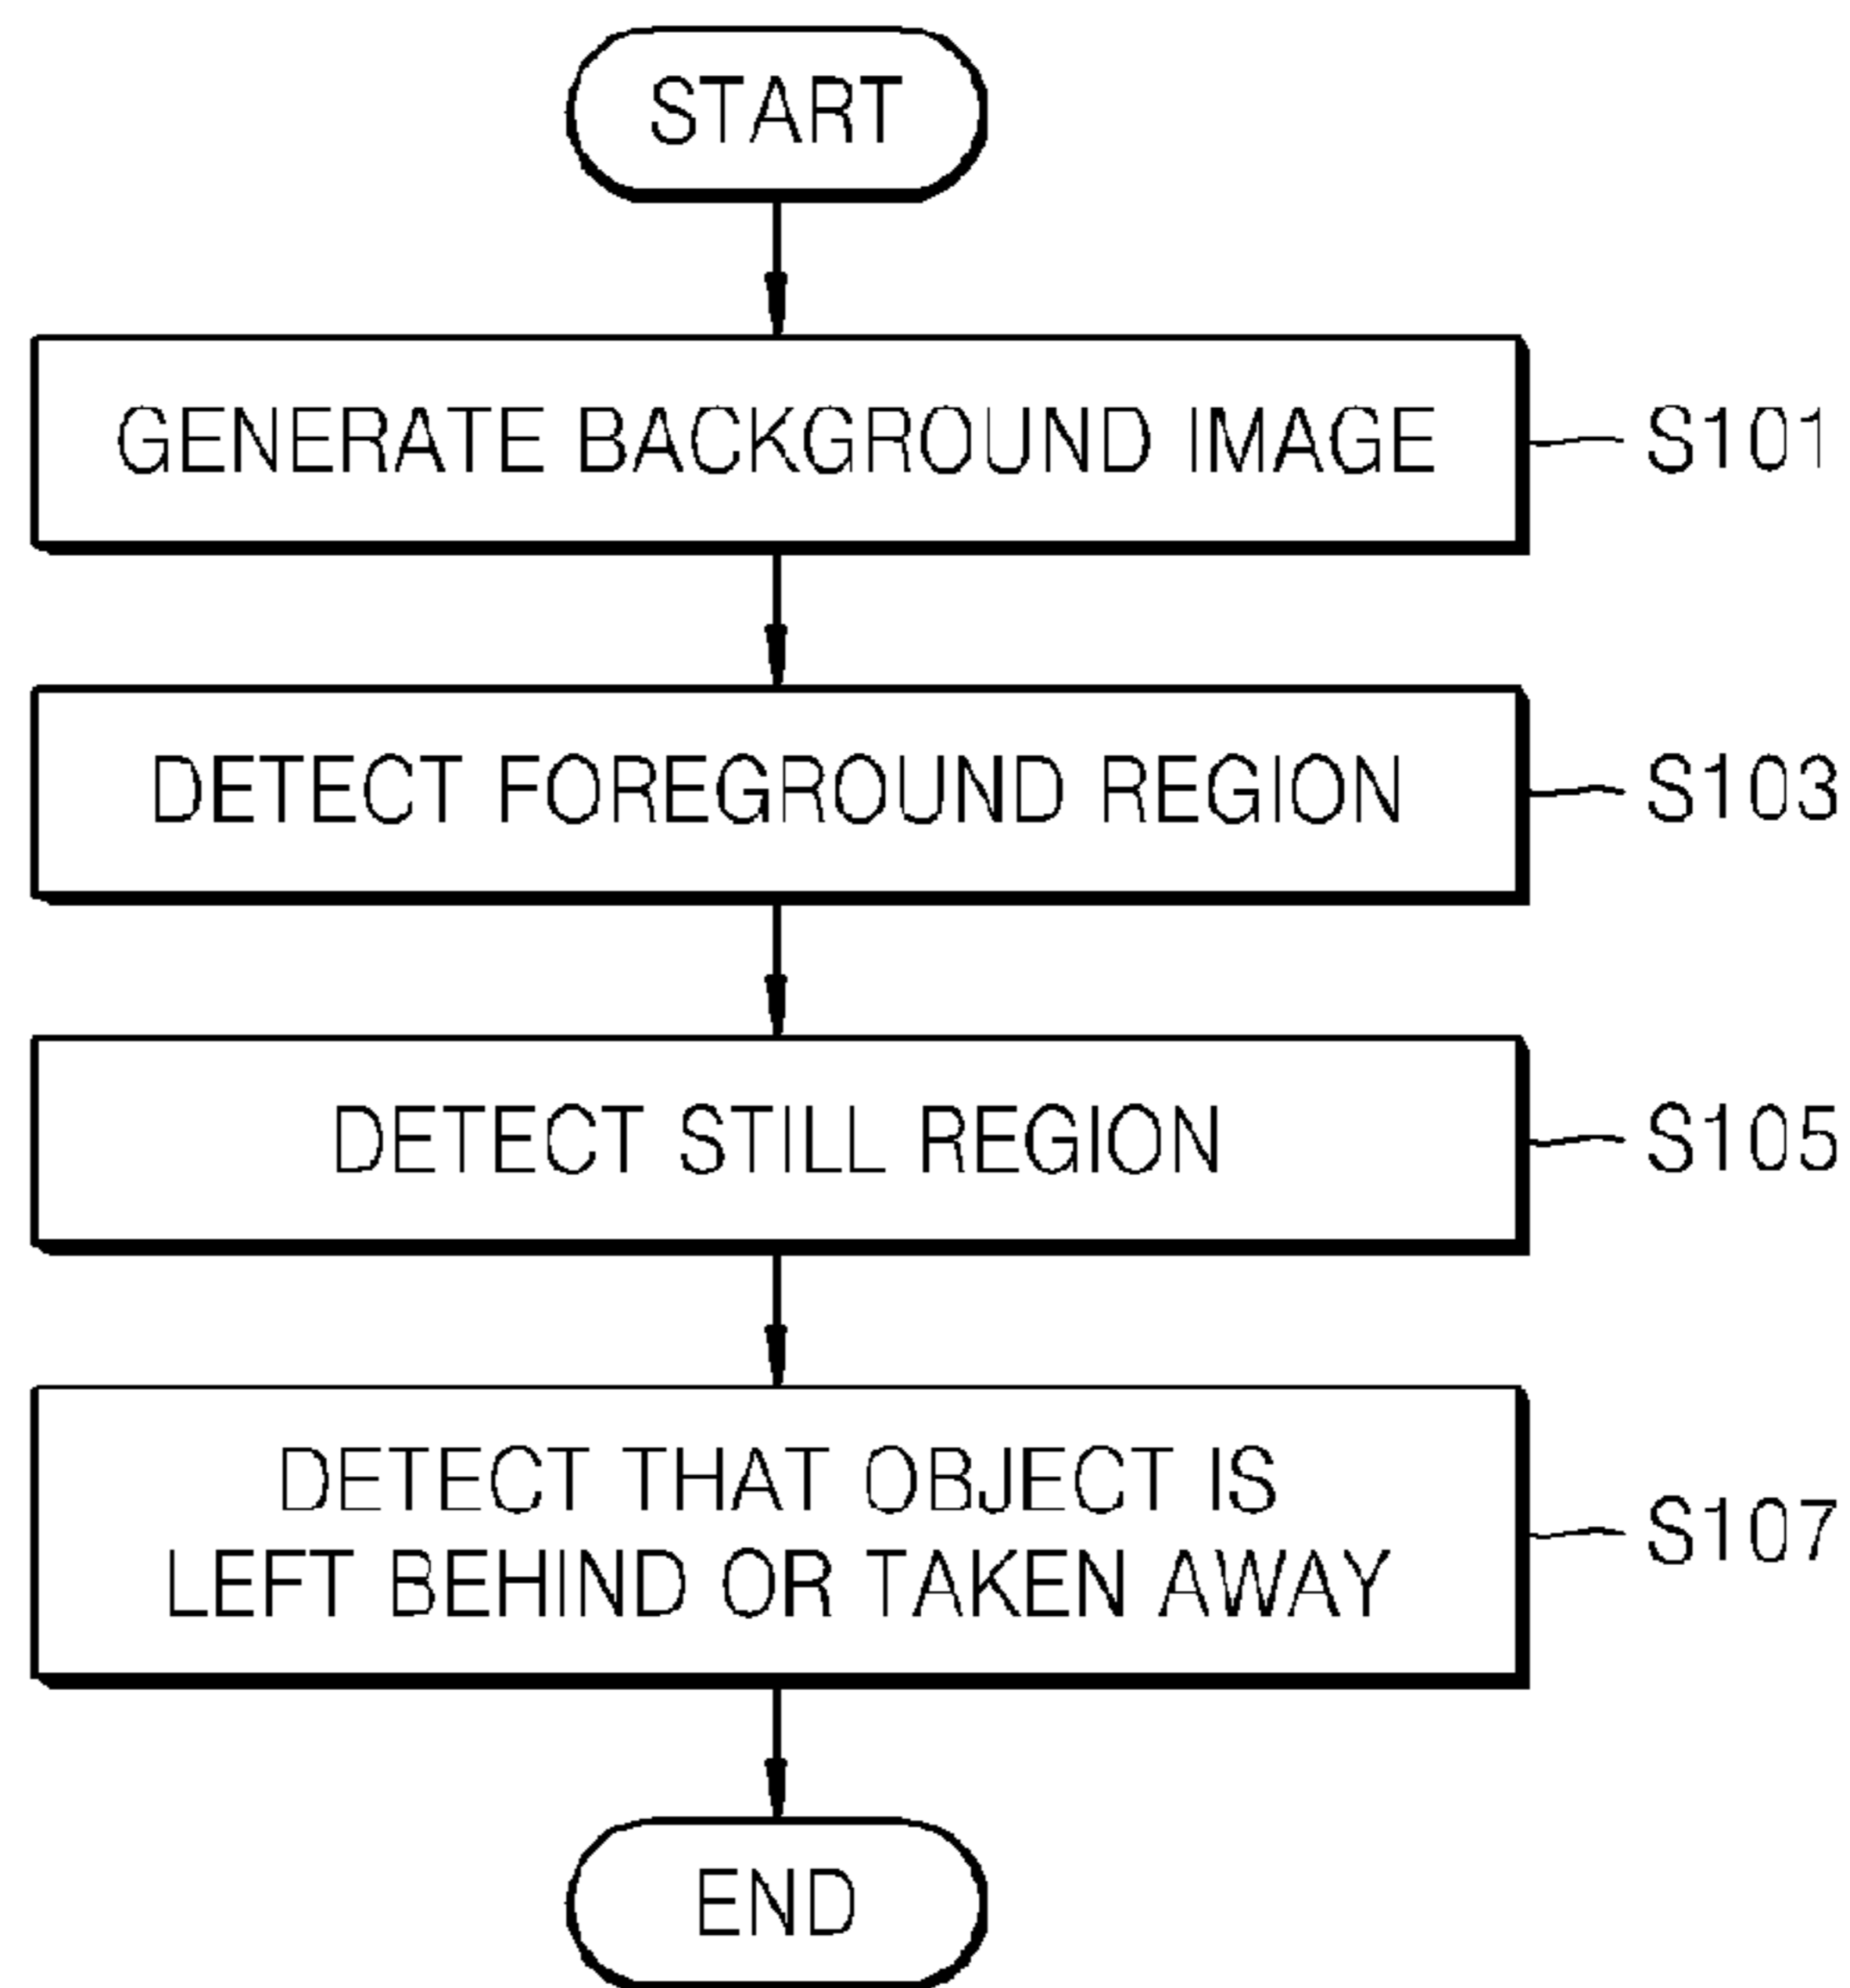 START
GENERATE BACKGROUND IMAGE
S101
DETECT FOREGROUND REGION
S103
DETECT STILL REGION
S105
DETECT THAT OBJECT IS
LEFT BEHIND OR TAKEN AWAY
S107
END